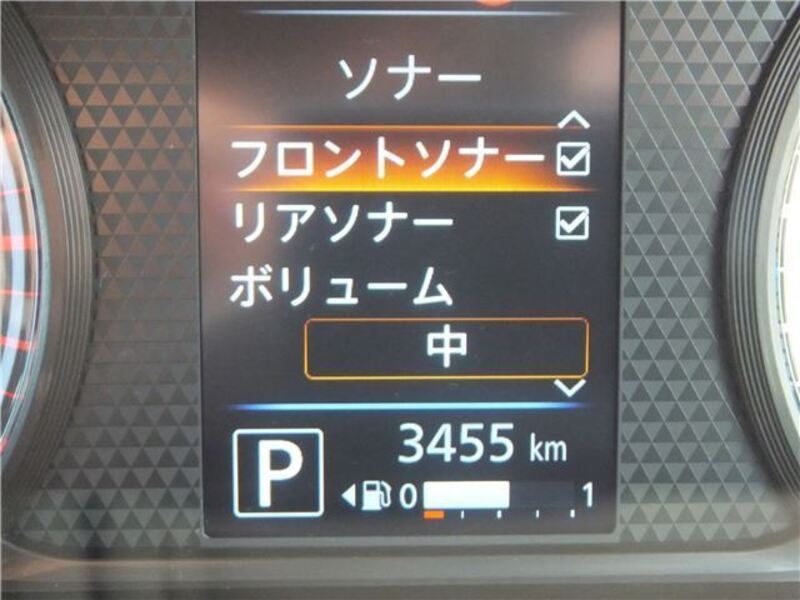 ソナー
フロントソナー
リアソナー
ボリューム
中
3455 km
P
0 1